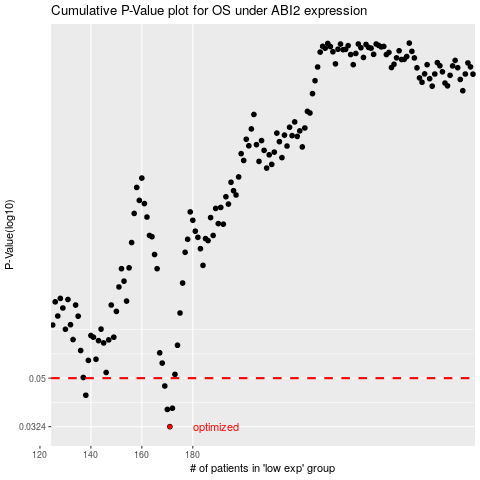 Cumulative P-Value plot for OS under ABI2 expression
P-Value(log10)
0.05
0.0324
optimized
120 140 160 180
# of patients in 'low exp' group